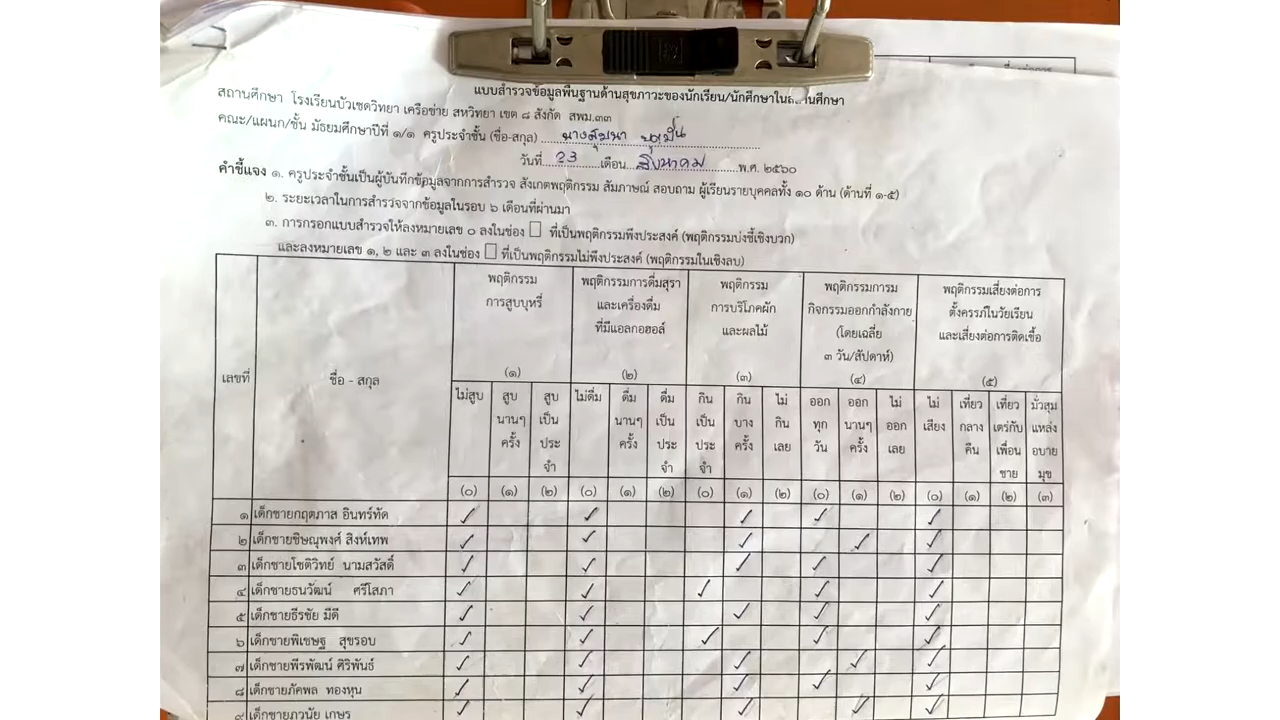 แบบสำรวจข้อมูลพื้นฐานด้านสุขภาวะของนักเรียน/นักศึกษาในสถานศึกษา
สถานศึกษา โรงเรียนบัวเชดวิทยา เครือข่าย สหวิทยา เขต ๘ สังกัด สพม.๓๓
คณะ/แผนก/ชั้น มัธยมศึกษาปีที่ ๑/๑ ครูประจำชั้น (ชื่อ-สกุล) นางสุมนา
วันที่ 23 เดือน สิงหาคม พ.ศ. ๒๕๖๐
คำชี้แจง ๑. ครูประจำชั้นเป็นผู้บันทึกข้อมูลจากการสำรวจ สังเกตพฤติกรรม สัมภาษณ์ สอบถาม ผู้เรียนรายบุคคลทั้ง ๑๐ ด้าน (ด้านที่ ๑-๕)
๒. ระยะเวลาในการสำรวจจากข้อมูลในรอบ ๖ เดือนที่ผ่านมา
๓. การกรอกแบบสำรวจให้ลงหมายเลข ๐ ลงในช่อง ☐ ที่เป็นพฤติกรรมพึงประสงค์ (พฤติกรรมบ่งชี้เชิงบวก)
และลงหมายเลข ๑, ๒ และ ๓ ลงในช่อง ☐ ที่เป็นพฤติกรรมไม่พึงประสงค์ (พฤติกรรมในเชิงลบ)
เลขที่ ชื่อ - สกุล
พฤติกรรม
การสูบบุหรี่
(๑)
พฤติกรรมการดื่มสุรา
และเครื่องดื่ม
ที่มีแอลกอฮอล์
(๒)
พฤติกรรม
การบริโภคผัก
และผลไม้
(๓)
พฤติกรรมการม
กิจกรรมออกกำลังกาย
(โดยเฉลี่ย
๓ วัน/สัปดาห์)
(๔)
พฤติกรรมเสี่ยงต่อการ
ตั้งครรภ์ในวัยเรียน
และเสี่ยงต่อการติดเชื้อ
(๕)
ไม่สูบ
สูบ
นานๆ
ครั้ง
สูบ
เป็น
ประ
จำ
ไม่ดื่ม
ดื่ม
นานๆ
ครั้ง
ดื่ม
เป็น
ประ
จำ
กิน
เป็น
ประ
จำ
กิน
บาง
ครั้ง
ไม่
กิน
เลย
ออก
ทุก
วัน
ออก
นานๆ
ครั้ง
ไม่
ออก
เลย
ไม่
เสี่ยง
เที่ยว
กลาง
คืน
เที่ยว
เตร่กับ
เพื่อน
ชาย
มั่วสุม
แหล่ง
อบาย
มุข
(๐) (๑) (๒) (๐) (๑) (๒) (๐) (๑) (๒) (๐) (๑) (๒) (๐) (๑) (๒) (๓)
๑ เด็กชายกฤตภาส อินทร์ทัด ✓ ✓ ✓ ✓ ✓
๒ เด็กชายชิษณุพงศ์ สิงห์เทพ ✓ ✓ ✓ ✓ ✓
๓ เด็กชายโชติวิทย์ นามสวัสดิ์ ✓ ✓ ✓ ✓ ✓
๔ เด็กชายธนวัฒน์ ศรีโสภา ✓ ✓ ✓ ✓ ✓
๕ เด็กชายธีรชัย มีดี ✓ ✓ ✓ ✓ ✓
๖ เด็กชายพิเชษฐ สุขรอบ ✓ ✓ ✓ ✓ ✓
๗ เด็กชายพีรพัฒน์ ศิริพันธ์ ✓ ✓ ✓ ✓ ✓
๘ เด็กชายภัคพล ทองหุน ✓ ✓ ✓ ✓ ✓
๙ เด็กชายภวนัย เกษร ✓ ✓ ✓ ✓ ✓